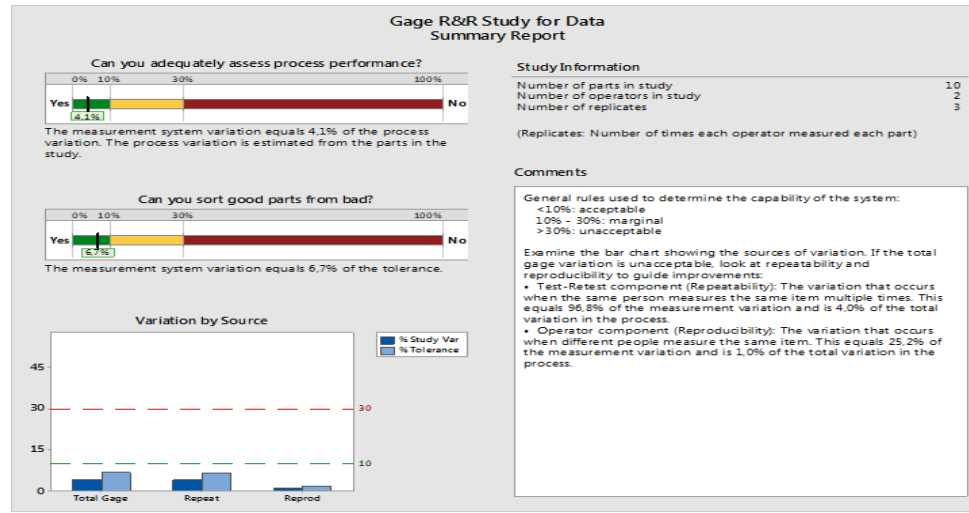 Gage R&R Study for Data
Summary Report
Can you adequately assess process performance?
0% 10% 30% 100%
Yes No
4,1%
The measurement system variation equals 4,1% of the process
variation. The process variation is estimated from the parts in the
study.
Can you sort good parts from bad?
0% 10% 30% 100%
Yes No
6,7%
The measurement system variation equals 6,7% of the tolerance.
Variation by Source
% Study Var
% Tolerance
45
30 30
15
10
0
Total Gage Repeat Reprod
Study Information
Number of parts in study 10
Number of operators in study 2
Number of replicates 3
(Replicates: Number of times each operator measured each part)
Comments
General rules used to determine the capability of the system:
<10%: acceptable
10% - 30%: marginal
>30%: unacceptable
Examine the bar chart showing the sources of variation. If the total
gage variation is unacceptable, look at repeatability and
reproducibility to guide improvements:
• Test-Retest component (Repeatability): The variation that occurs
when the same person measures the same item multiple times. This
equals 96,8% of the measurement variation and is 4,0% of the total
variation in the process.
• Operator component (Reproducibility): The variation that occurs
when different people measure the same item. This equals 25,2% of
the measurement variation and is 1,0% of the total variation in the
process.